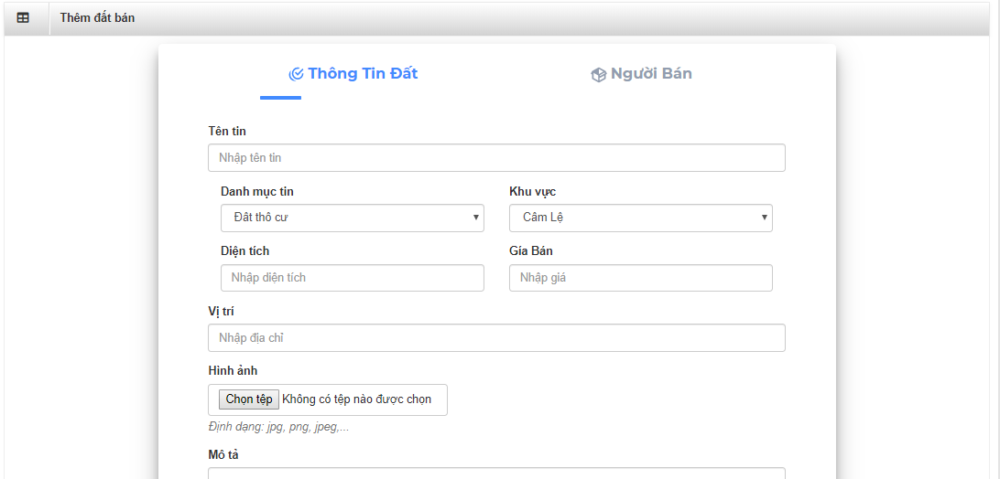 Thêm đất bán
Thông Tin Đất Người Bán
Tên tin
Nhập tên tin
Danh mục tin Khu vực
Đất thổ cư Cẩm Lệ
Diện tích Gía Bán
Nhập diện tích Nhập giá
Vị trí
Nhập địa chỉ
Hình ảnh
Chọn tệp Không có tệp nào được chọn
Định dạng: jpg, png, jpeg,...
Mô tả